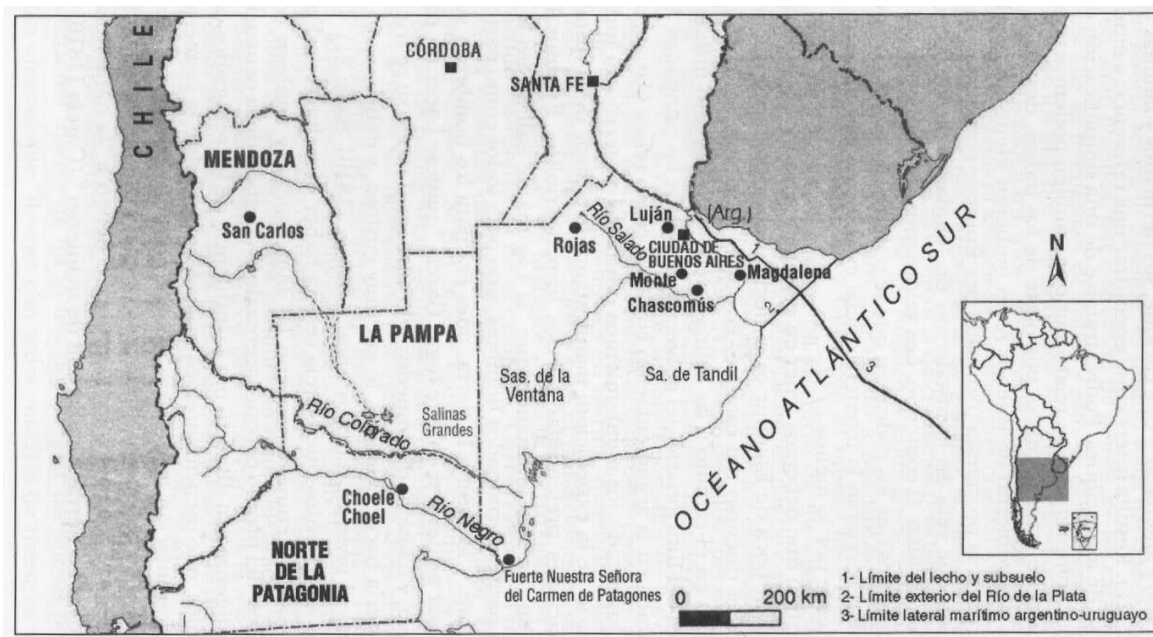 CHILE
CÓRDOBA
SANTA FE
MENDOZA
San Carlos
Rojas
Río Salado
Luján
(Arg.)
CIUDAD DE
BUENOS AIRES
1
Monte
Magdalena
Chascomús
2
3
OCÉANO ATLÁNTICO SUR
N
LA PAMPA
Sas. de la
Ventana
Sa. de Tandil
Salinas
Grandes
Río Colorado
Choele
Choel
Río Negro
NORTE
DE LA
PATAGONIA
Fuerte Nuestra Señora
del Carmen de Patagones
0 200 km
1- Límite del lecho y subsuelo
2- Límite exterior del Río de la Plata
3- Límite lateral marítimo argentino-uruguayo